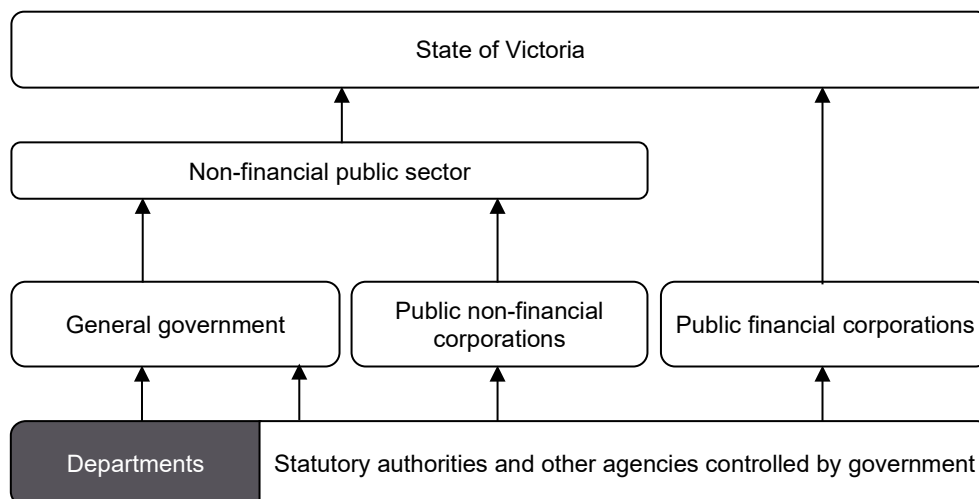 State of Victoria
Non-financial public sector
General government
Public non-financial
corporations
Public financial corporations
Departments
Statutory authorities and other agencies controlled by government